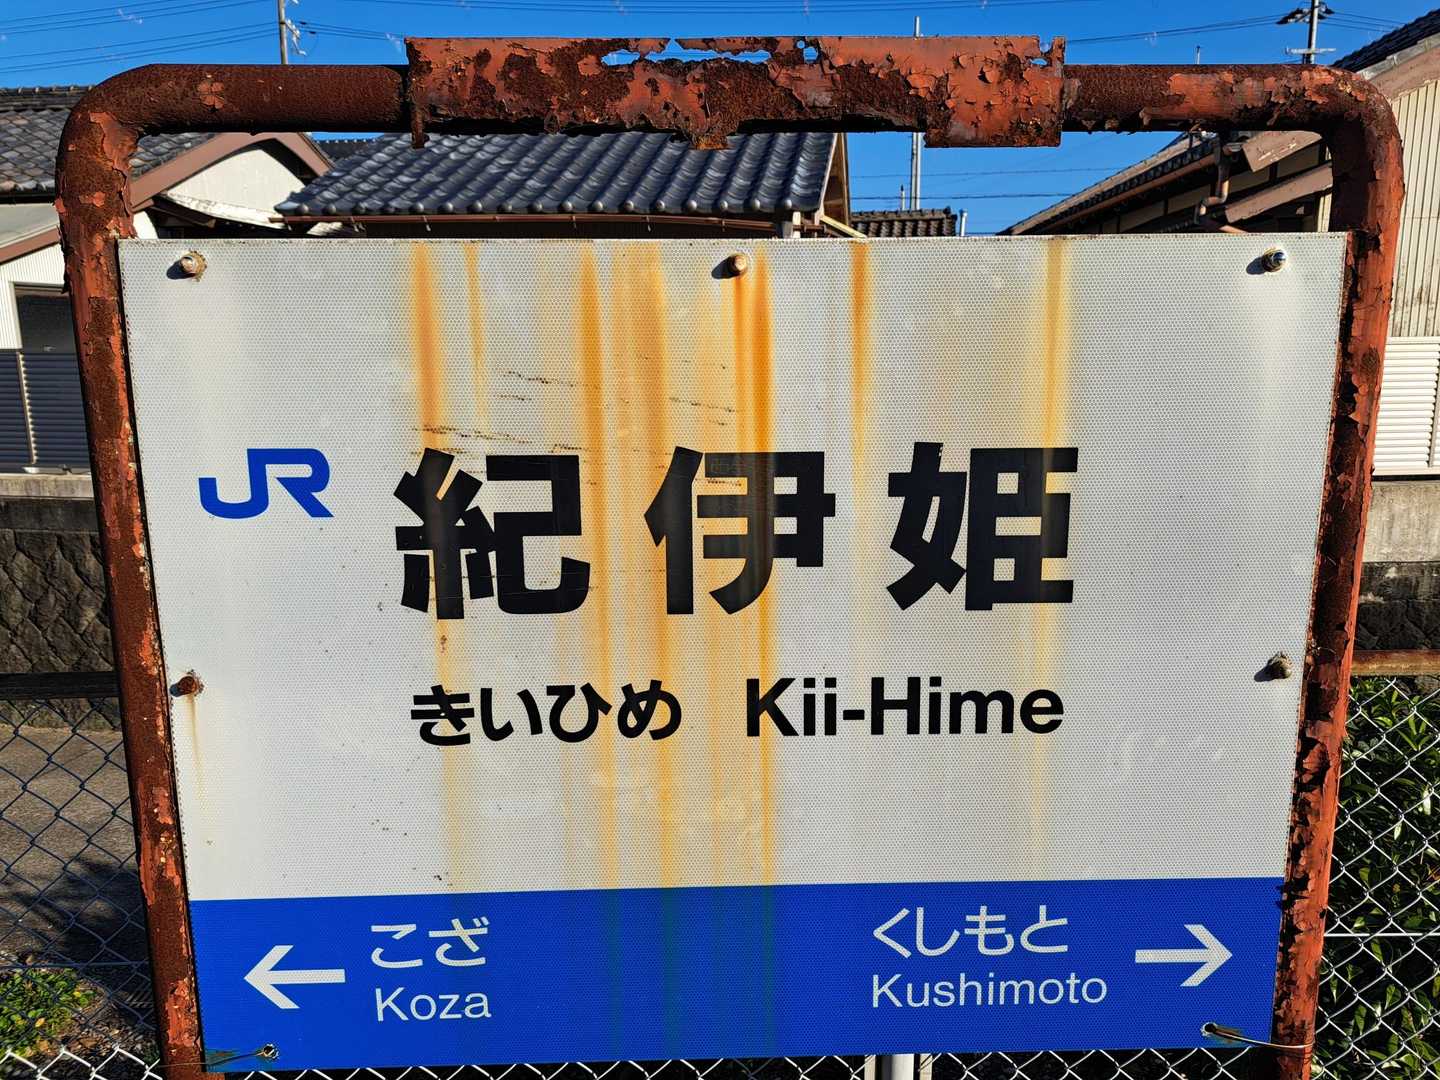 JR 紀伊姫
きいひめ Kii-Hime
← こざ
Koza
くしもと →
Kushimoto